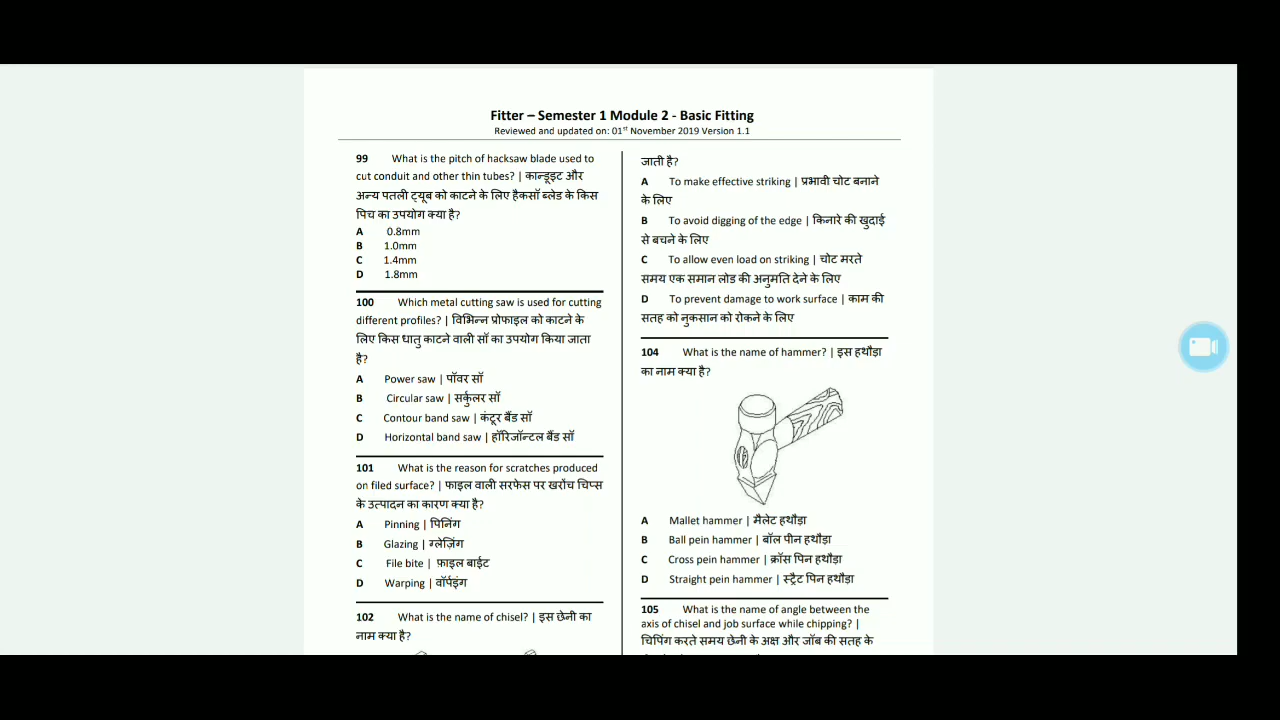 Fitter – Semester 1 Module 2 - Basic Fitting
Reviewed and updated on: 01st November 2019 Version 1.1
99 What is the pitch of hacksaw blade used to
cut conduit and other thin tubes? | कान्डूइट और
अन्य पतली ट्यूब को काटने के लिए हैकसॉ ब्लेड के किस
पिच का उपयोग क्या है?
A 0.8mm
B 1.0mm
C 1.4mm
D 1.8mm
100 Which metal cutting saw is used for cutting
different profiles? | विभिन्न प्रोफाइल को काटने के
लिए किस धातु काटने वाली सॉ का उपयोग किया जाता
है?
A Power saw | पॉवर सॉ
B Circular saw | सर्कुलर सॉ
C Contour band saw | कंटूर बैंड सॉ
D Horizontal band saw | हॉरिजॉन्टल बैंड सॉ
101 What is the reason for scratches produced
on filed surface? | फाइल वाली सरफेस पर खरोंच चिप्स
के उत्पादन का कारण क्या है?
A Pinning | पिनिंग
B Glazing | ग्लेज़िंग
C File bite | फ़ाइल बाईट
D Warping | वॉर्पइंग
102 What is the name of chisel? | इस छेनी का
नाम क्या है?
जाती है?
A To make effective striking | प्रभावी चोट बनाने
के लिए
B To avoid digging of the edge | किनारे की खुदाई
से बचने के लिए
C To allow even load on striking | चोट मरते
समय एक समान लोड की अनुमति देने के लिए
D To prevent damage to work surface | काम की
सतह को नुकसान को रोकने के लिए
104 What is the name of hammer? | इस हथौड़ा
का नाम क्या है?
A Mallet hammer | मैलेट हथौड़ा
B Ball pein hammer | बॉल पीन हथौड़ा
C Cross pein hammer | क्रॉस पिन हथौड़ा
D Straight pein hammer | स्ट्रैट पिन हथौड़ा
105 What is the name of angle between the
axis of chisel and job surface while chipping? |
चिपिंग करते समय छेनी के अक्ष और जॉब की सतह के